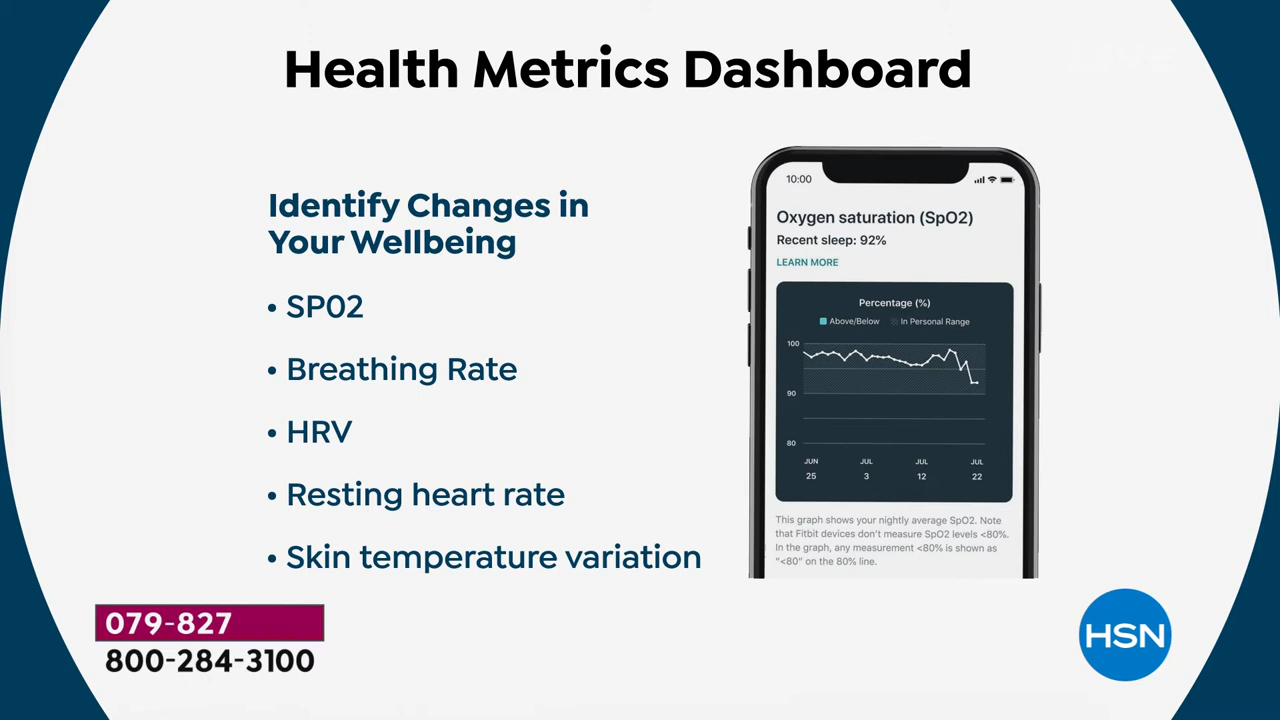 Health Metrics Dashboard
Identify Changes in
Your Wellbeing
• SP02
• Breathing Rate
• HRV
• Resting heart rate
• Skin temperature variation
10:00
Oxygen saturation (SpO2)
Recent sleep: 92%
LEARN MORE
Percentage (%)
Above/Below In Personal Range
100
90
80
JUN JUL JUL JUL
25 3 12 22
This graph shows your nightly average SpO2. Note
that Fitbit devices don't measure SpO2 levels <80%.
In the graph, any measurement <80% is shown as
"<80" on the 80% line.
079-827
800-284-3100
HSN